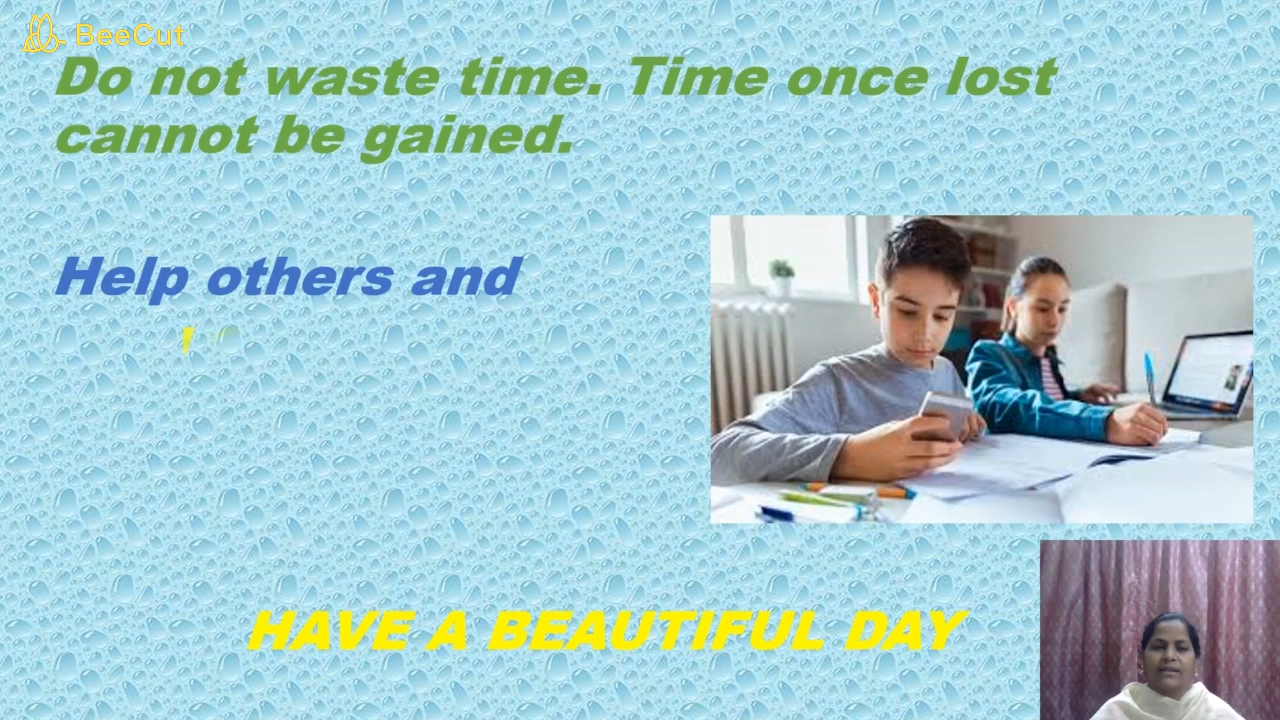 BeeCut
Do not waste time. Time once lost
cannot be gained.
Help others and
HAVE A BEAUTIFUL DAY